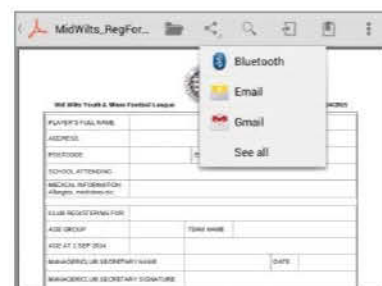 MidWilts_RegFor...
Bluetooth
Email
Gmail
See all
Mid Wilts Youth & Minor Football League
PLAYER'S FULL NAME
ADDRESS
POSTCODE
SCHOOL ATTENDING
MEDICAL INFORMATION
Allergies, medicines etc
CLUB REGISTERING FOR
AGE GROUP
TEAM NAME
AGE AT 1 SEP 2014
MANAGER/CLUB SECRETARY NAME
DATE
MANAGER/CLUB SECRETARY SIGNATURE